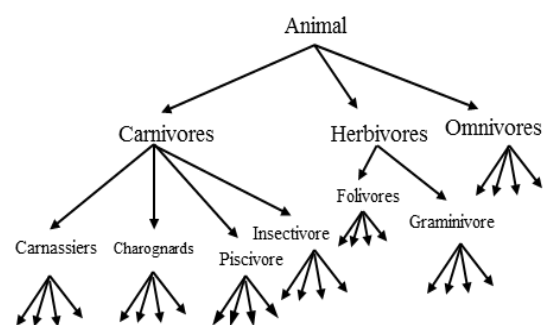 Animal
Carnivores
Herbivores
Omnivores
Carnassiers
Charognards
Piscivore
Insectivore
Folivores
Graminivore